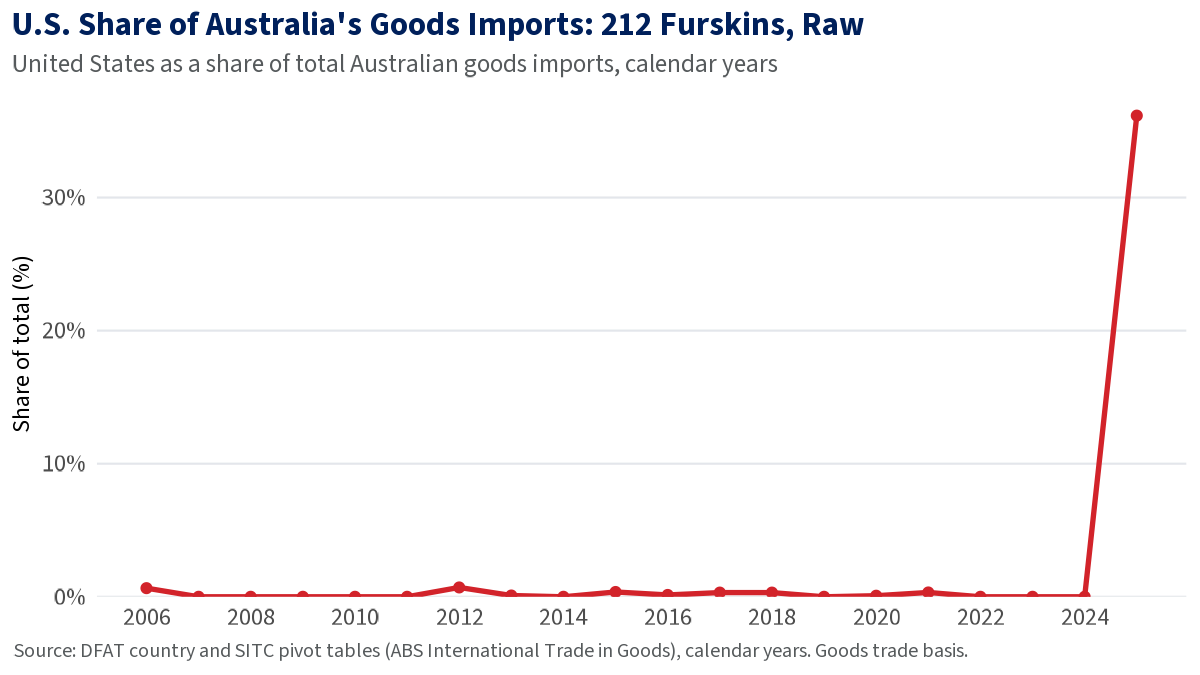 U.S. Share of Australia's Goods Imports: 212 Furskins, Raw
United States as a share of total Australian goods imports, calendar years
Share of total (%)
30%
20%
10%
0%
2006 2008 2010 2012 2014 2016 2018 2020 2022 2024
Source: DFAT country and SITC pivot tables (ABS International Trade in Goods), calendar years. Goods trade basis.